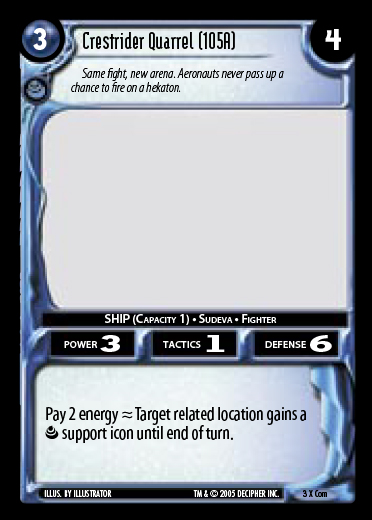 3 Crestrider Quarrel (105A) 4
Same fight, new arena. Aeronauts never pass up a
chance to fire on a hekaton.
SHIP (Capacity 1) • Sudeva • Fighter
POWER 3 TACTICS 1 DEFENSE 6
Pay 2 energy ≈ Target related location gains a
support icon until end of turn.
ILLUS. BY ILLUSTRATOR TM & © 2005 DECIPHER INC. 3 X Com